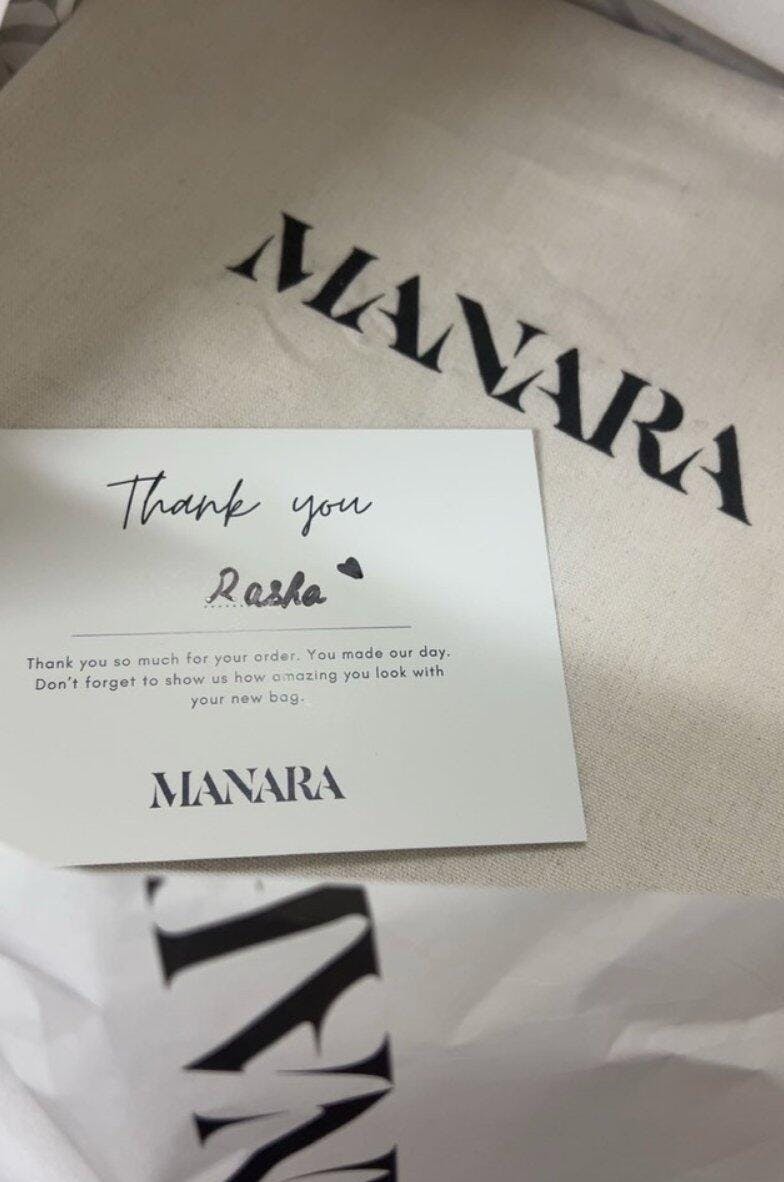 MANARA
Thank you
Rasha
Thank you so much for your order. You made our day.
Don't forget to show us how amazing you look with
your new bag.
MANARA